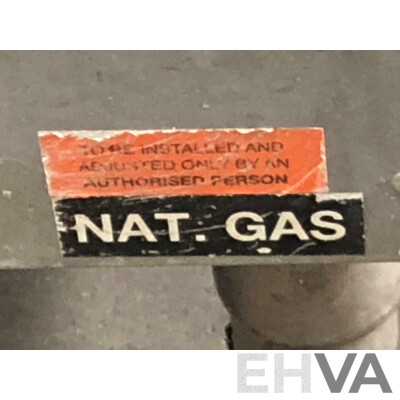 TO BE INSTALLED AND
ADJUSTED ONLY BY AN
AUTHORISED PERSON
NAT. GAS
EHVA